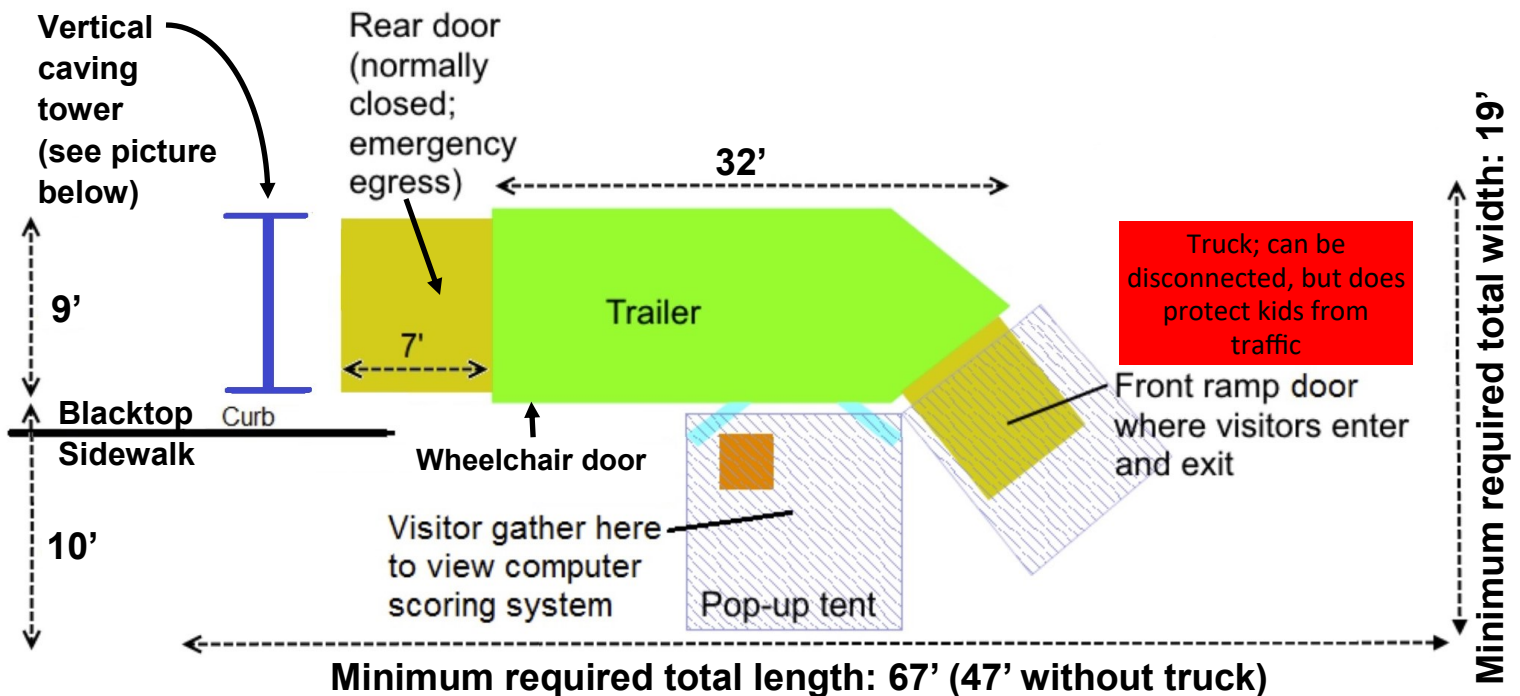 Vertical
caving
tower
(see picture
below)
Rear door
(normally
closed;
emergency
egress)
32’
9’
7'
Trailer
Truck; can be
disconnected, but does
protect kids from
traffic
Minimum required total width: 19’
Blacktop
Curb
Sidewalk
Wheelchair door
Front ramp door
where visitors enter
and exit
10’
Visitor gather here
to view computer
scoring system
Pop-up tent
Minimum required total length: 67’ (47’ without truck)